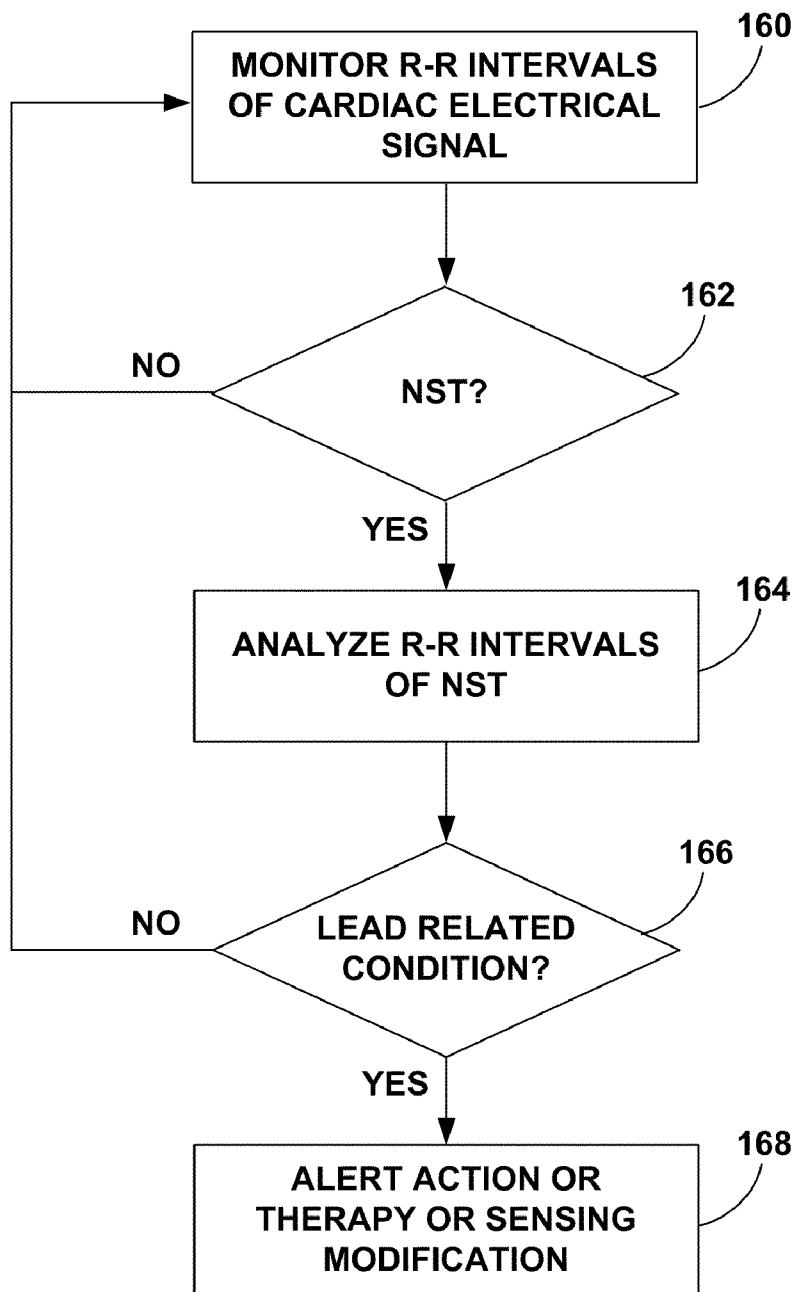 160
MONITOR R-R INTERVALS
OF CARDIAC ELECTRICAL
SIGNAL
162
NO
NST?
YES
164
ANALYZE R-R INTERVALS
OF NST
166
NO
LEAD RELATED
CONDITION?
YES
168
ALERT ACTION OR
THERAPY OR SENSING
MODIFICATION